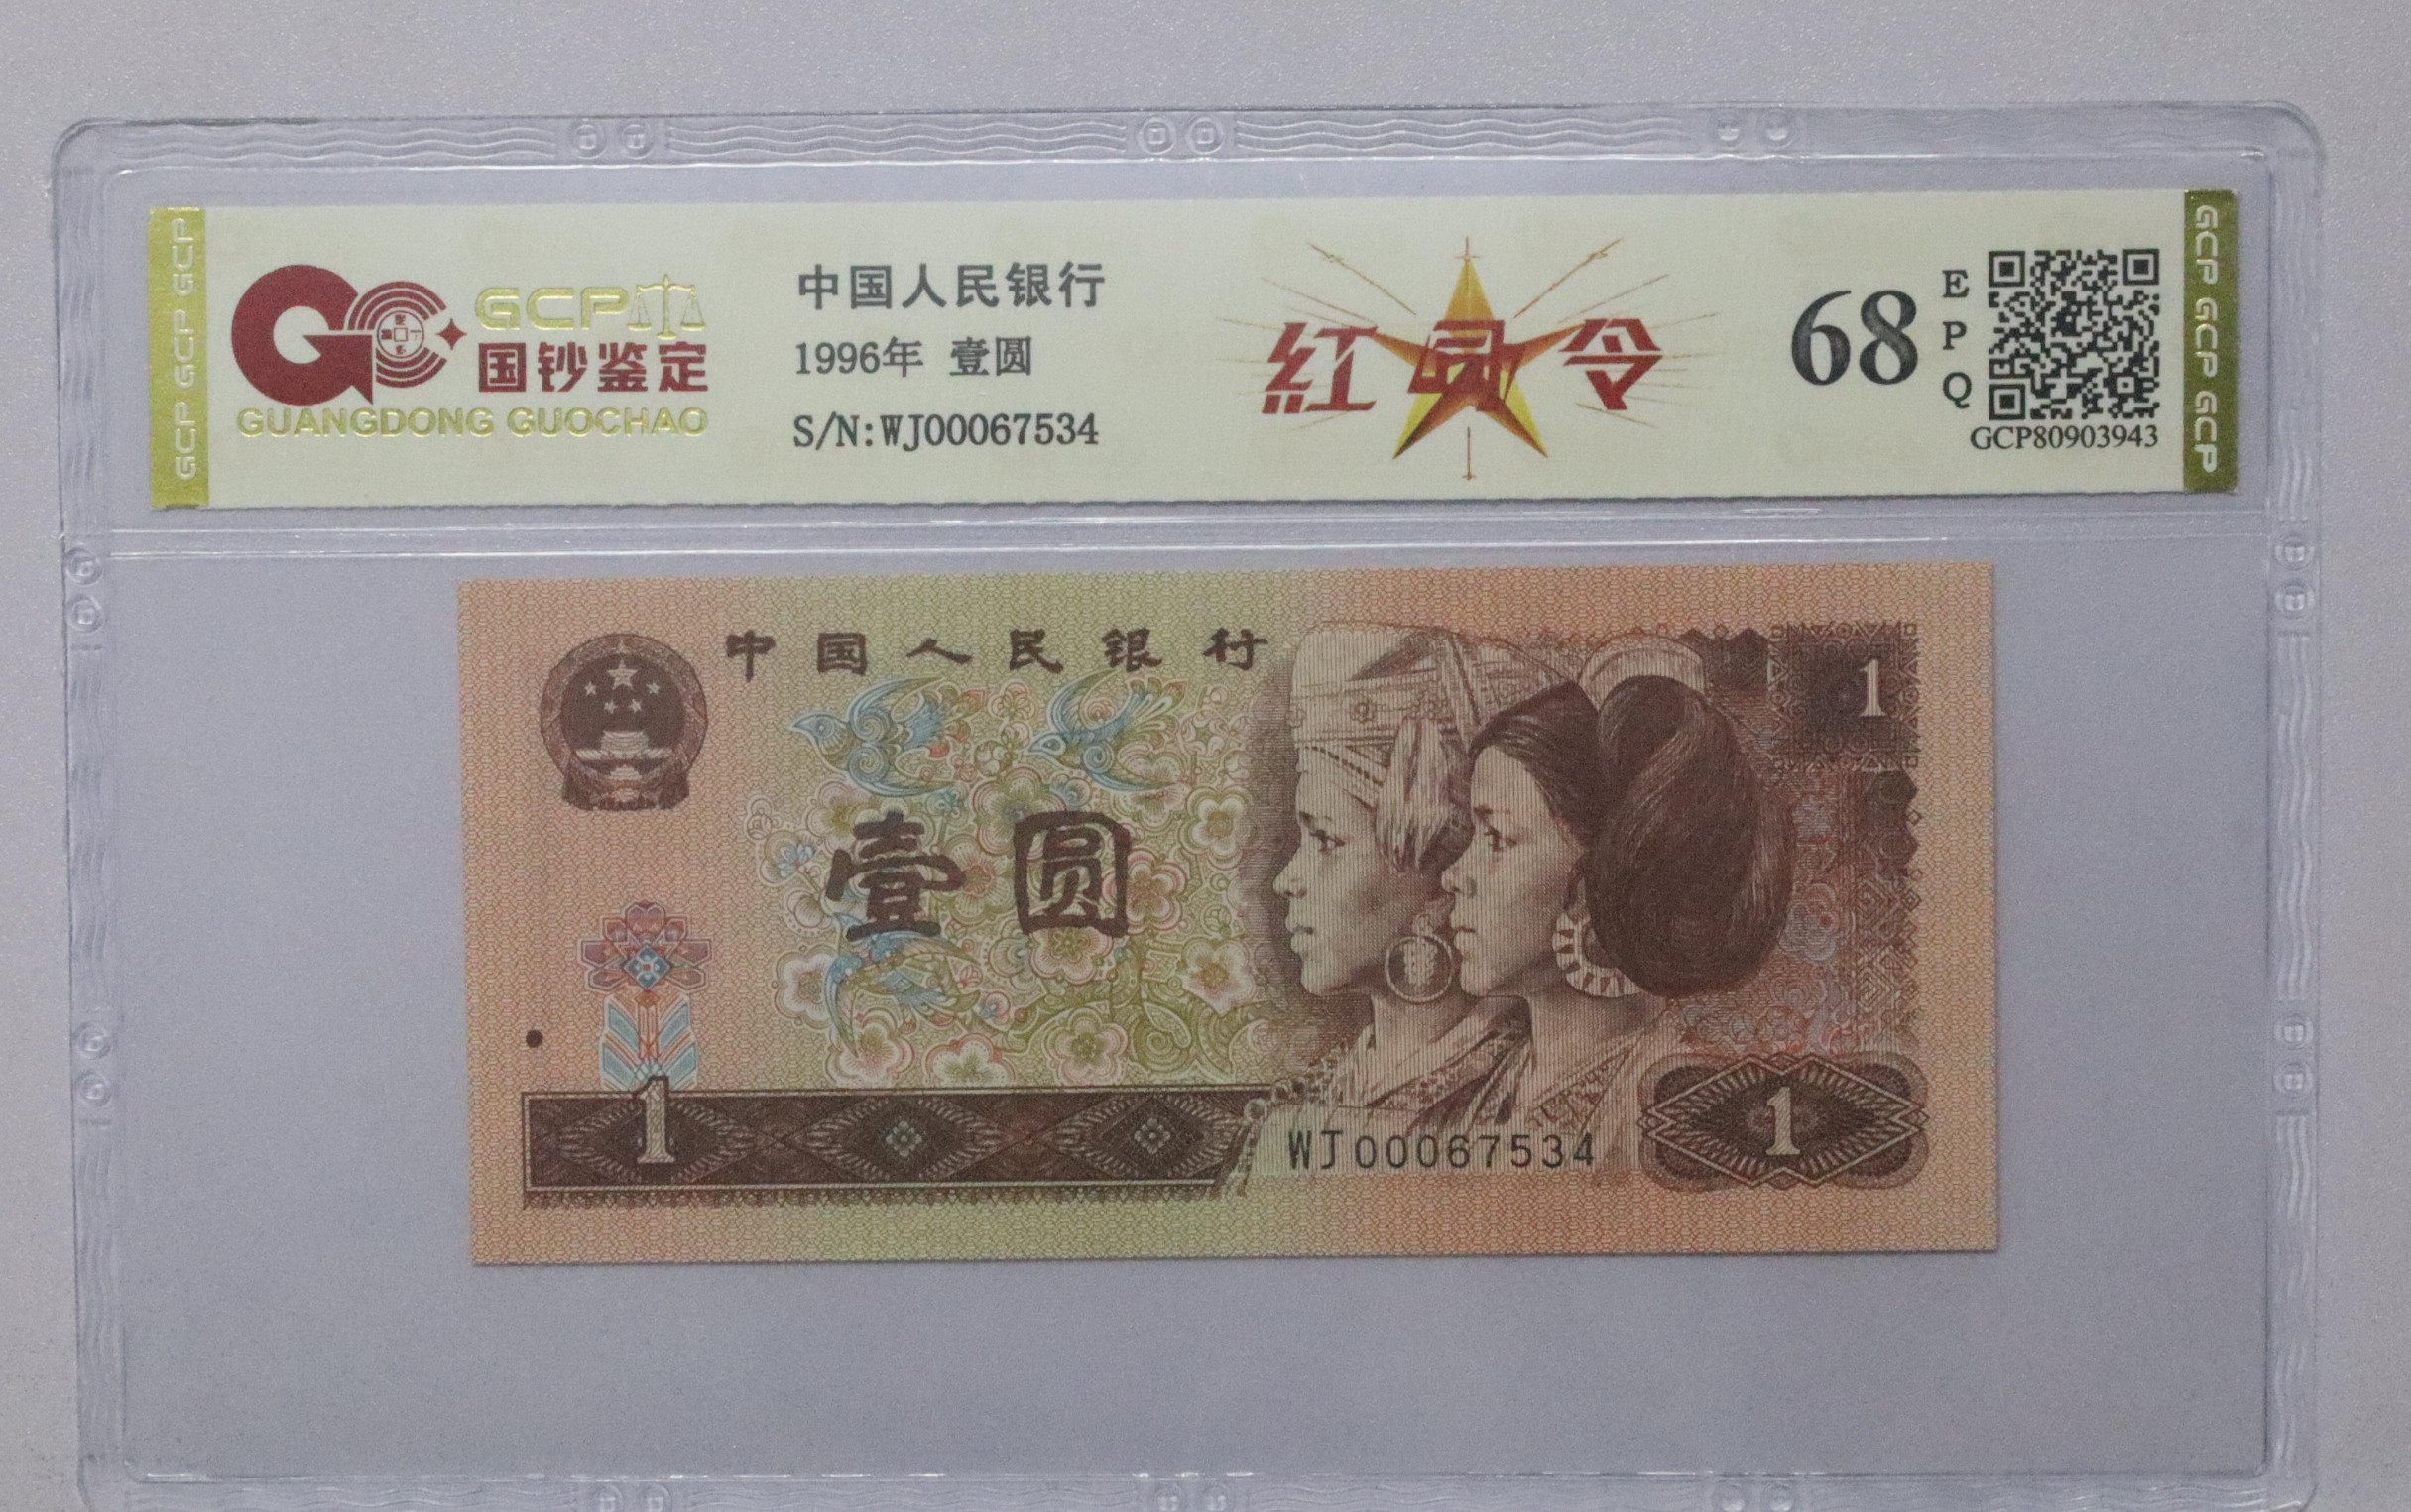 GCP GCP GCP
GCP
国钞鉴定
GUANGDONG GUOCHAO
中国人民银行
1996年 壹圆
S/N:WJ00067534
红圆令
68
E
P
Q
GCP80903943
GCP GCP GCP
中国人民银行
1
壹圆
1
WJ00067534
1